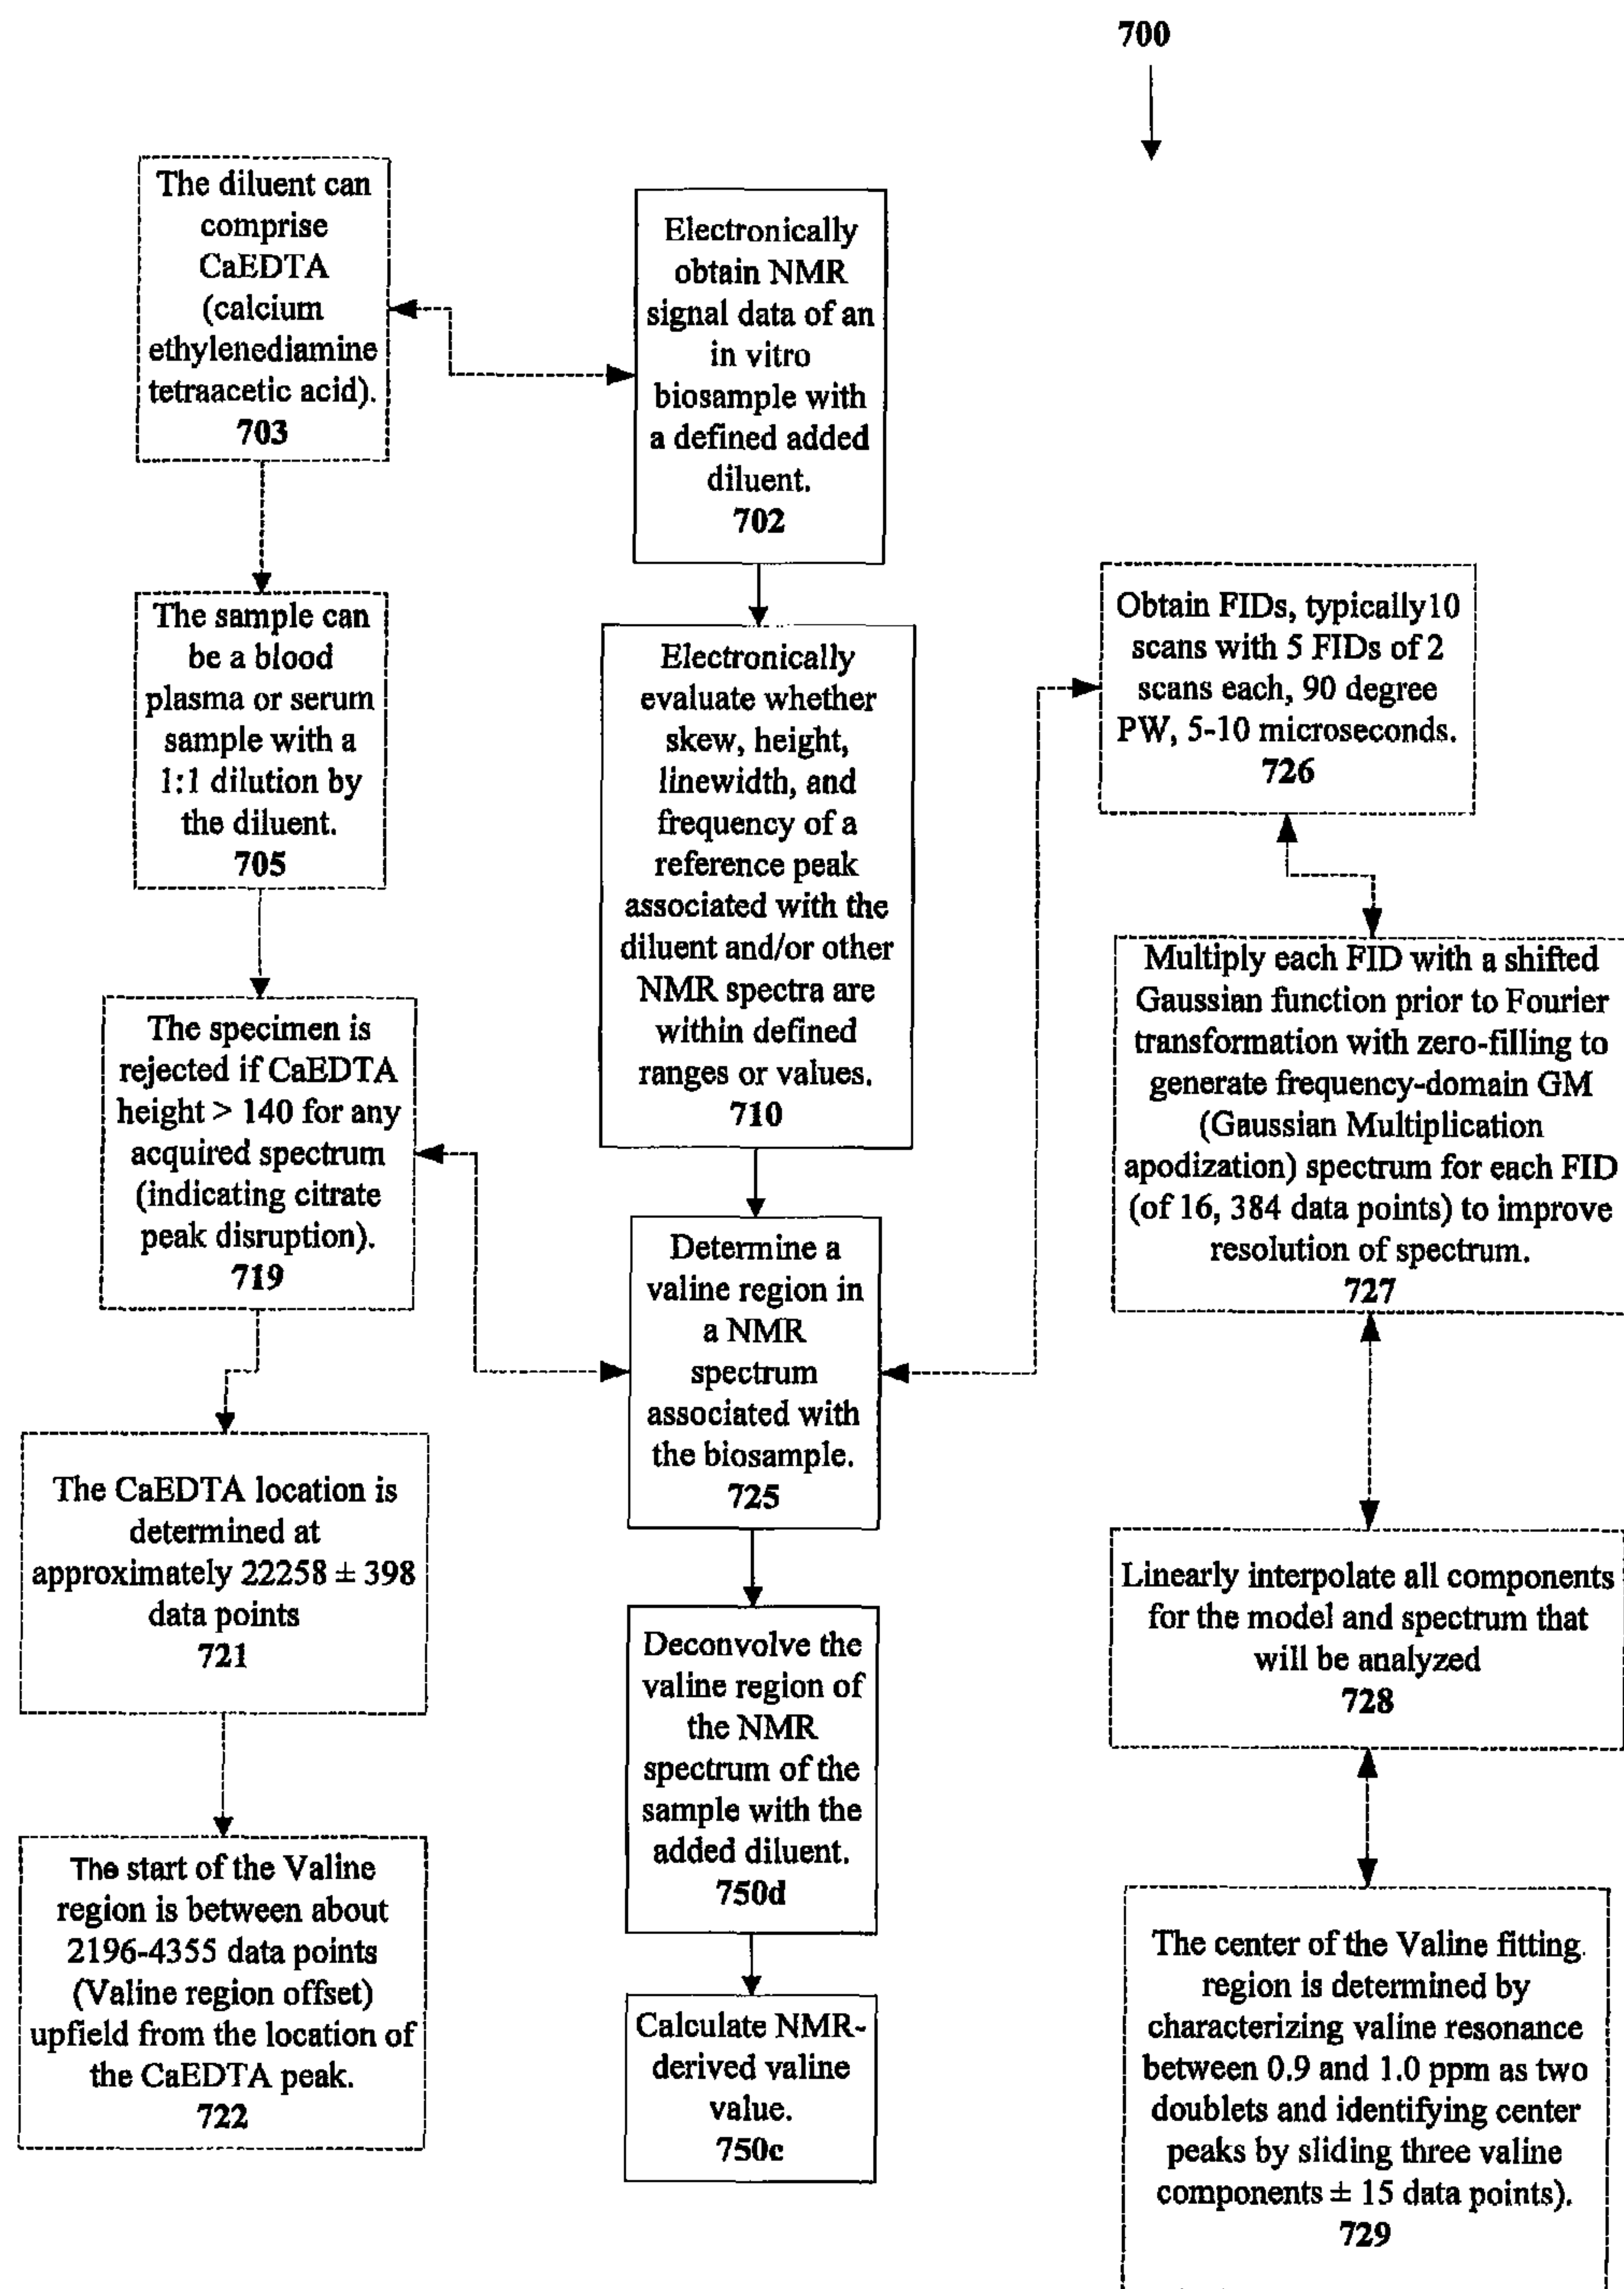 700
The diluent can
comprise
CaEDTA
(calcium
ethylenediamine
tetraacetic acid).
703
The sample can
be a blood
plasma or serum
sample with a
1:1 dilution by
the diluent.
705
The specimen is
rejected if CaEDTA
height > 140 for any
acquired spectrum
(indicating citrate
peak disruption).
719
The CaEDTA location is
determined at
approximately 22258 ± 398
data points
721
The start of the Valine
region is between about
2196-4355 data points
(Valine region offset)
upfield from the location of
the CaEDTA peak.
722
Electronically
obtain NMR
signal data of an
in vitro
biosample with
a defined added
diluent.
702
Electronically
evaluate whether
skew, height,
linewidth, and
frequency of a
reference peak
associated with the
diluent and/or other
NMR spectra are
within defined
ranges or values.
710
Determine a
valine region in
a NMR
spectrum
associated with
the biosample.
725
Deconvolve the
valine region of
the NMR
spectrum of the
sample with the
added diluent.
750d
Calculate NMR-
derived valine
value.
750c
Obtain FIDs, typically10
scans with 5 FIDs of 2
scans each, 90 degree
PW, 5-10 microseconds.
726
Multiply each FID with a shifted
Gaussian function prior to Fourier
transformation with zero-filling to
generate frequency-domain GM
(Gaussian Multiplication
apodization) spectrum for each FID
(of 16, 384 data points) to improve
resolution of spectrum.
727
Linearly interpolate all components
for the model and spectrum that
will be analyzed
728
The center of the Valine fitting
region is determined by
characterizing valine resonance
between 0.9 and 1.0 ppm as two
doublets and identifying center
peaks by sliding three valine
components ± 15 data points).
729